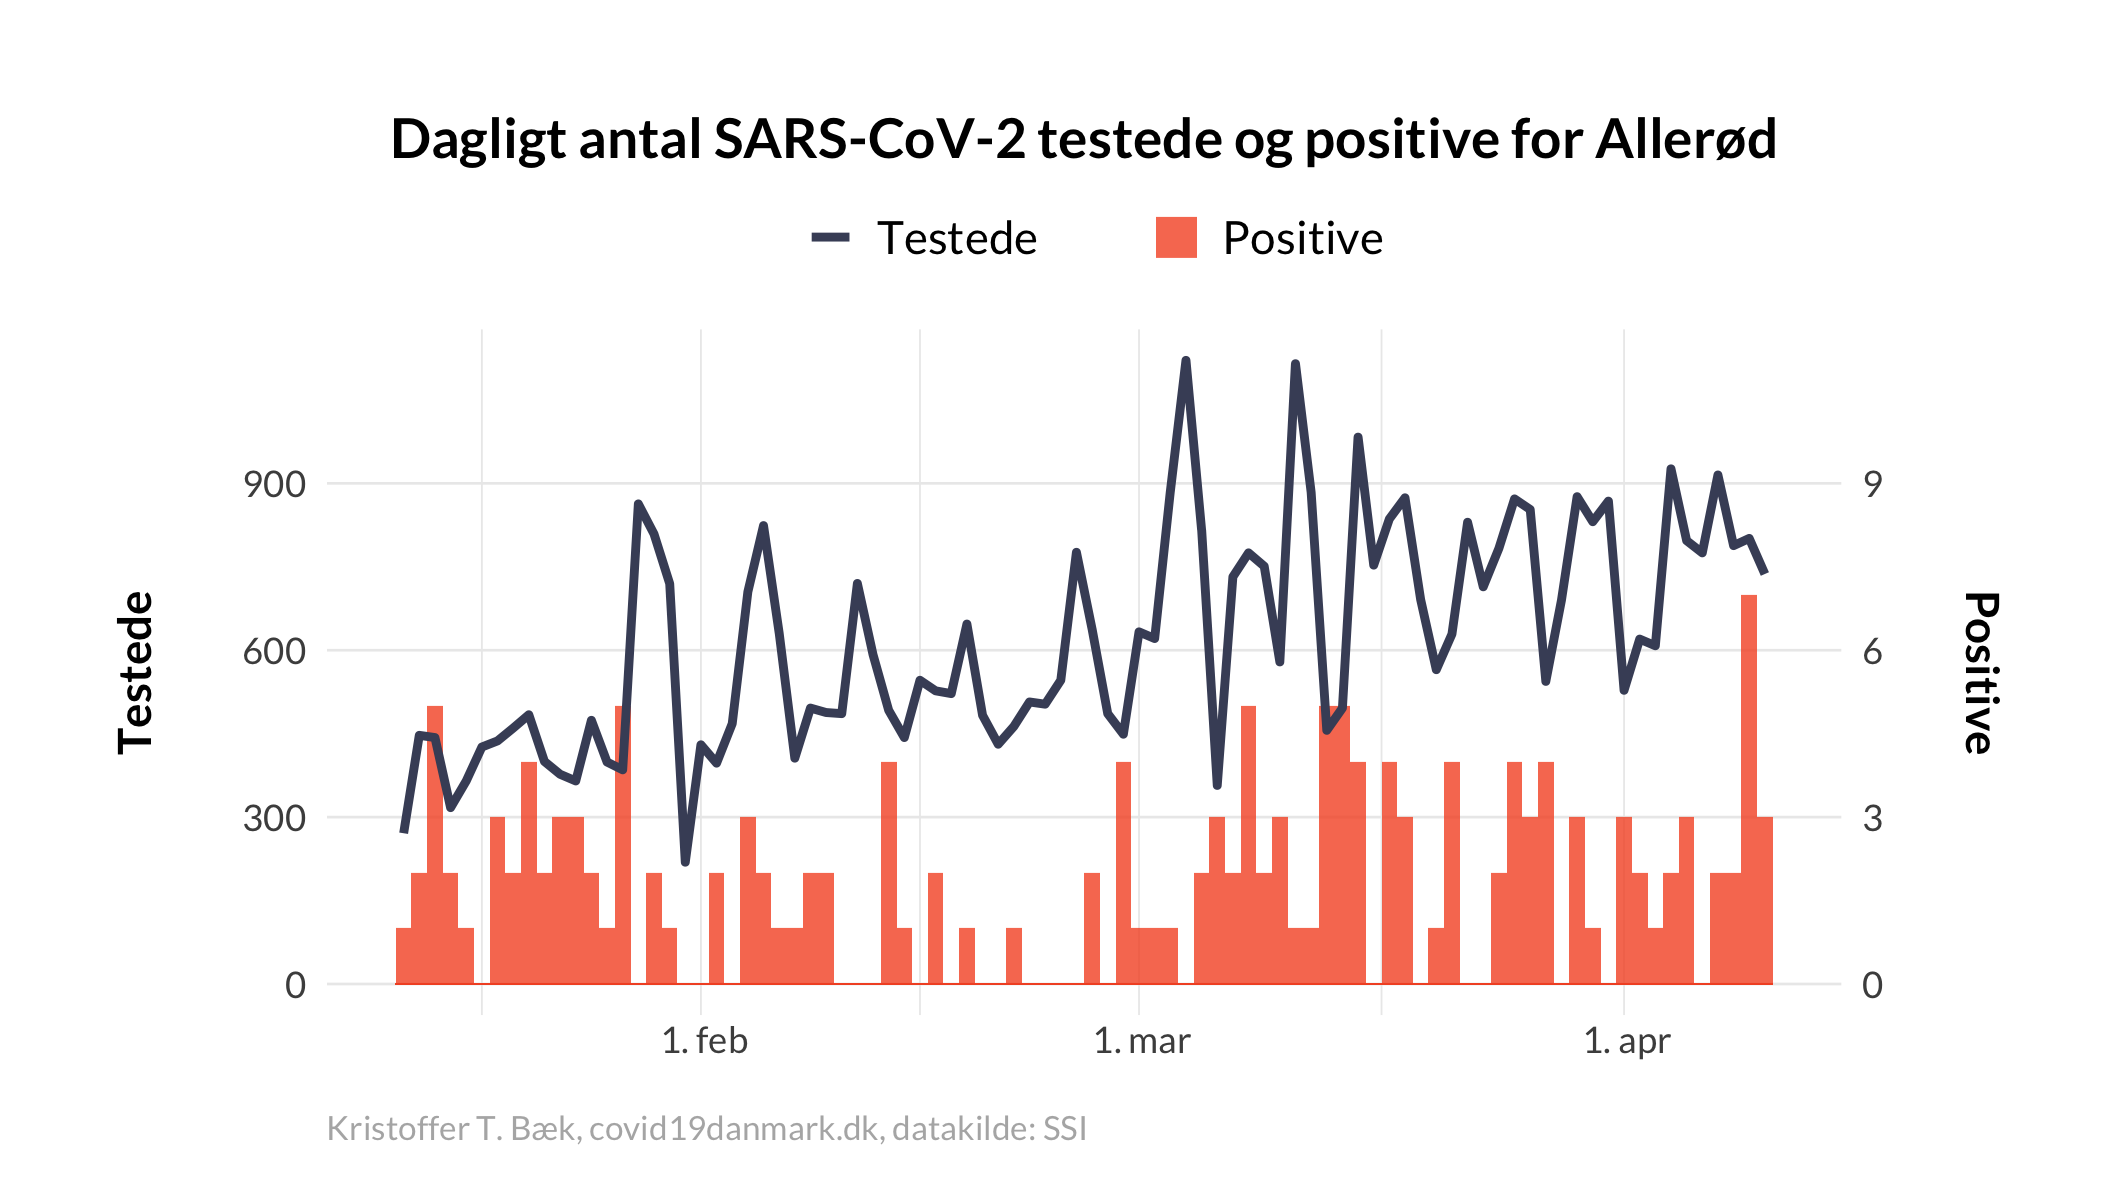 Dagligt antal SARS-CoV-2 testede og positive for Allerød
Testede
Positive
Testede
900
600
300
0
9
6
3
0
Positive
1. feb
1. mar
1. apr
Kristoffer T. Bæk, covid19danmark.dk, datakilde: SSI